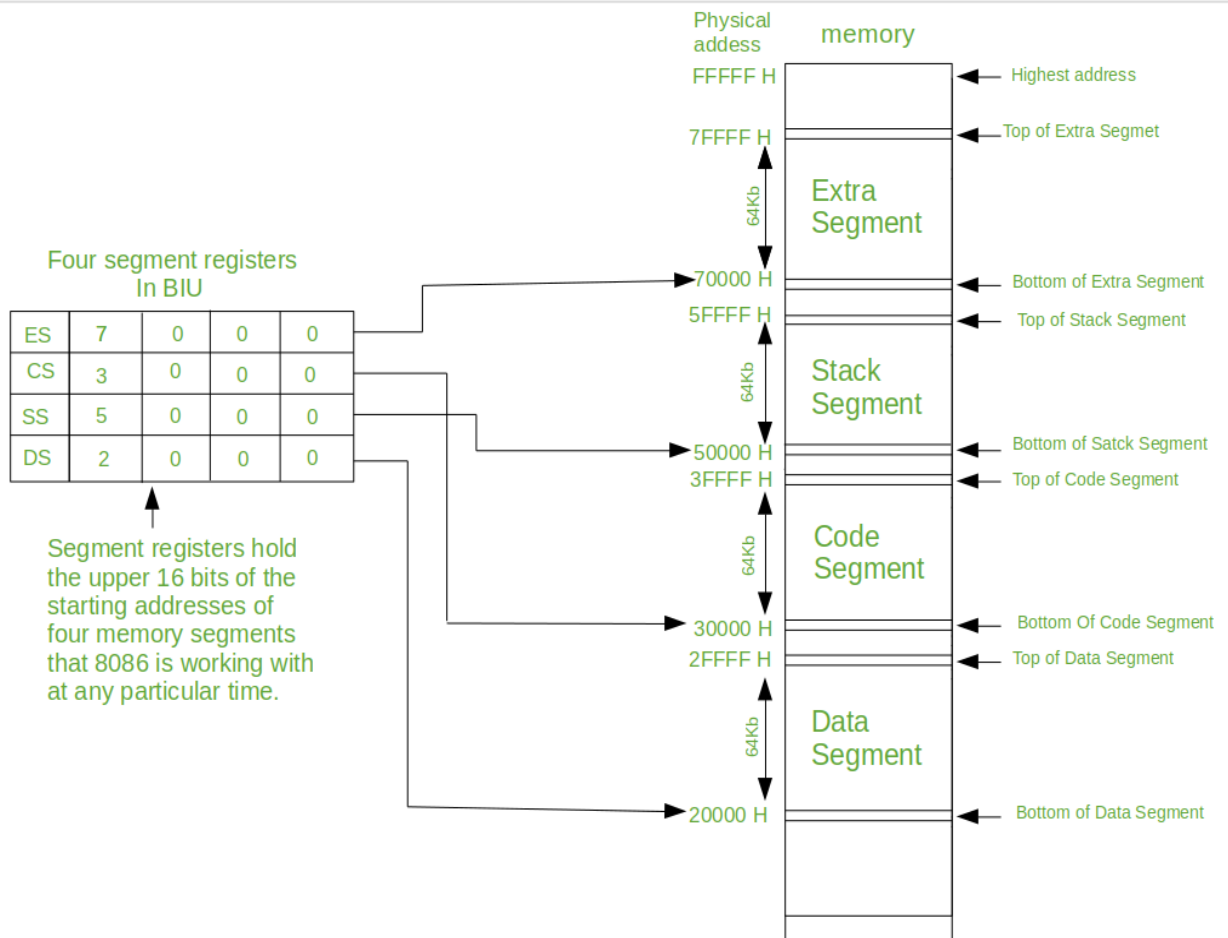 Physical
addess
memory
FFFFF H
Highest address
7FFFF H
Top of Extra Segmet
64Kb
Extra
Segment
70000 H
Bottom of Extra Segment
5FFFF H
Top of Stack Segment
64Kb
Stack
Segment
50000 H
Bottom of Satck Segment
3FFFF H
Top of Code Segment
64Kb
Code
Segment
30000 H
Bottom Of Code Segment
2FFFF H
Top of Data Segment
64Kb
Data
Segment
20000 H
Bottom of Data Segment
Four segment registers
In BIU
ES 7 0 0 0
CS 3 0 0 0
SS 5 0 0 0
DS 2 0 0 0
Segment registers hold
the upper 16 bits of the
starting addresses of
four memory segments
that 8086 is working with
at any particular time.